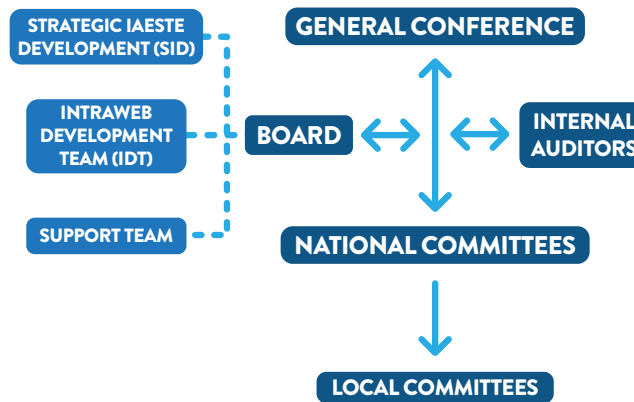 STRATEGIC IAESTE
DEVELOPMENT (SID)
GENERAL CONFERENCE
INTRAWEB
DEVELOPMENT
TEAM (IDT)
BOARD
INTERNAL
AUDITORS
SUPPORT TEAM
NATIONAL COMMITTEES
LOCAL COMMITTEES